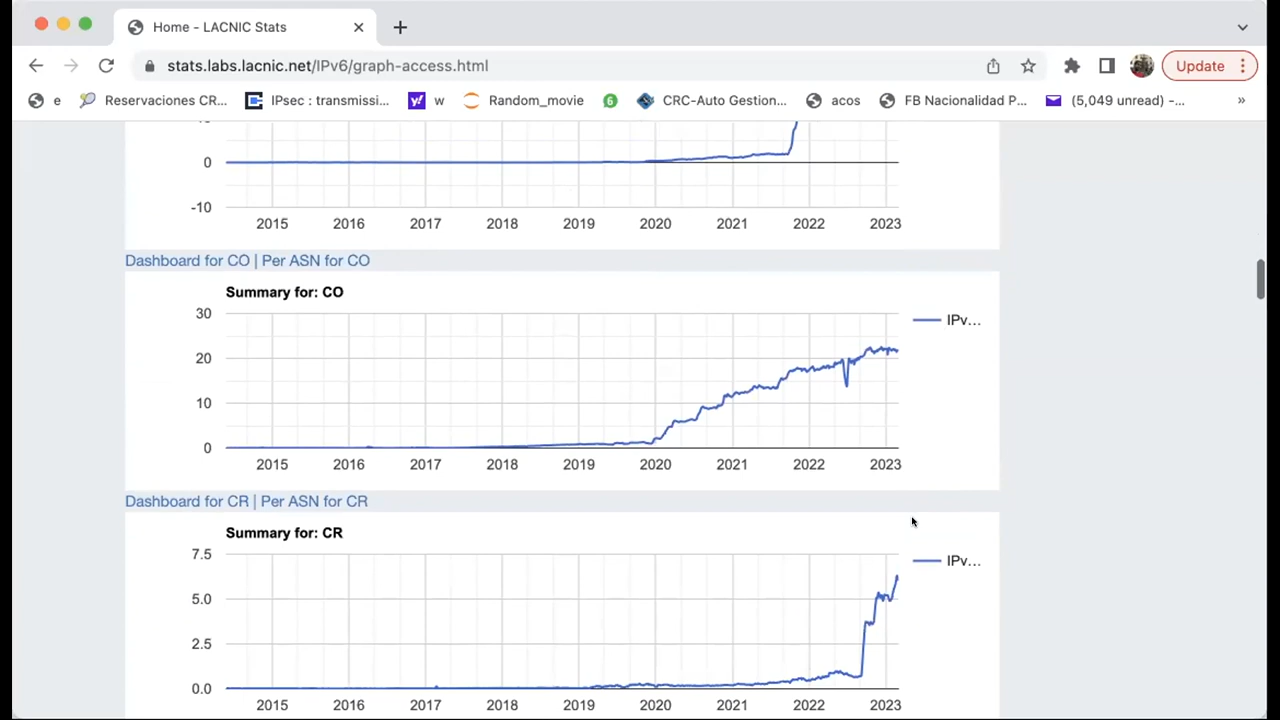 Home - LACNIC Stats
stats.labs.lacnic.net/IPv6/graph-access.html
Update
e
Reservaciones CR...
IPsec : transmissi...
w
Random_movie
6
CRC-Auto Gestion...
acos
FB Nacionalidad P...
(5,049 unread) -...
»
0
-10
2015 2016 2017 2018 2019 2020 2021 2022 2023
Dashboard for CO | Per ASN for CO
Summary for: CO
30
IPv...
20
10
0
2015 2016 2017 2018 2019 2020 2021 2022 2023
Dashboard for CR | Per ASN for CR
Summary for: CR
7.5
IPv...
5.0
2.5
0.0
2015 2016 2017 2018 2019 2020 2021 2022 2023